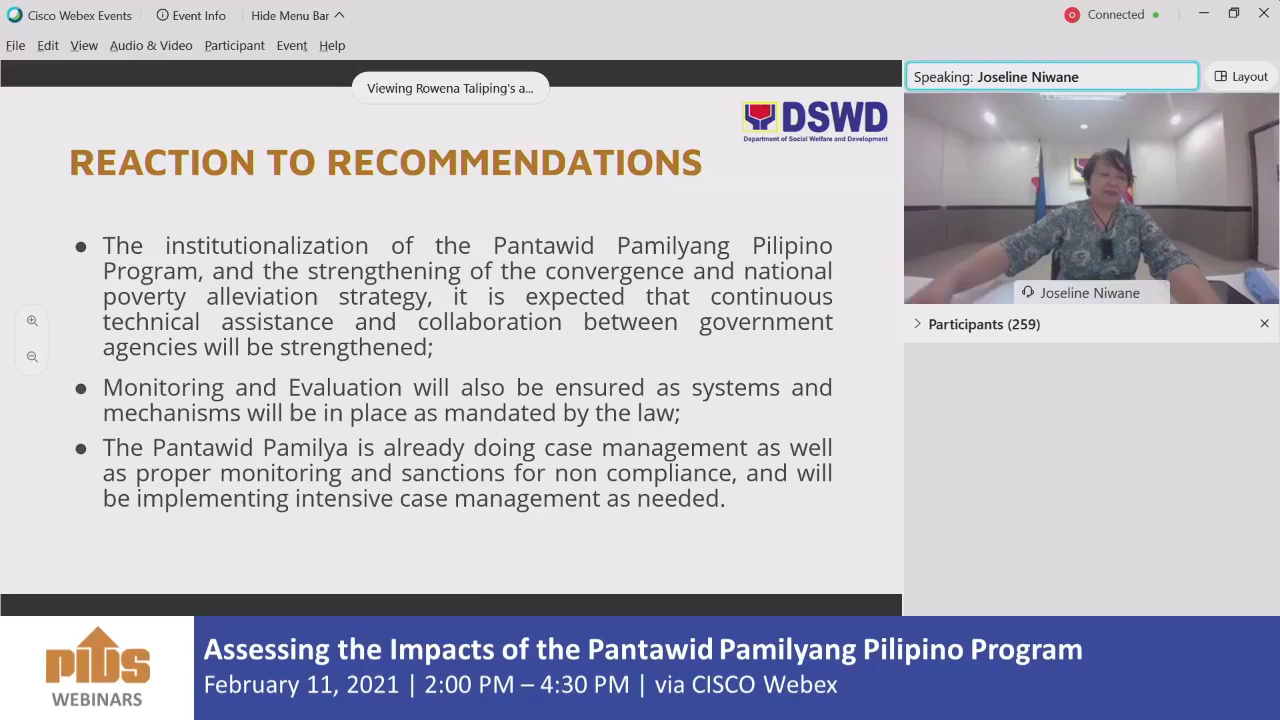 Cisco Webex Events
Event Info
Hide Menu Bar
Connected
File Edit View Audio & Video Participant Event Help
Viewing Rowena Taliping's a...
Speaking: Joseline Niwane
Layout
DSWD
Department of Social Welfare and Development
REACTION TO RECOMMENDATIONS
● The institutionalization of the Pantawid Pamilyang Pilipino
Program, and the strengthening of the convergence and national
poverty alleviation strategy, it is expected that continuous
technical assistance and collaboration between government
agencies will be strengthened;
● Monitoring and Evaluation will also be ensured as systems and
mechanisms will be in place as mandated by the law;
● The Pantawid Pamilya is already doing case management as well
as proper monitoring and sanctions for non compliance, and will
be implementing intensive case management as needed.
Joseline Niwane
Participants (259)
PIDS
WEBINARS
Assessing the Impacts of the Pantawid Pamilyang Pilipino Program
February 11, 2021 | 2:00 PM – 4:30 PM | via CISCO Webex